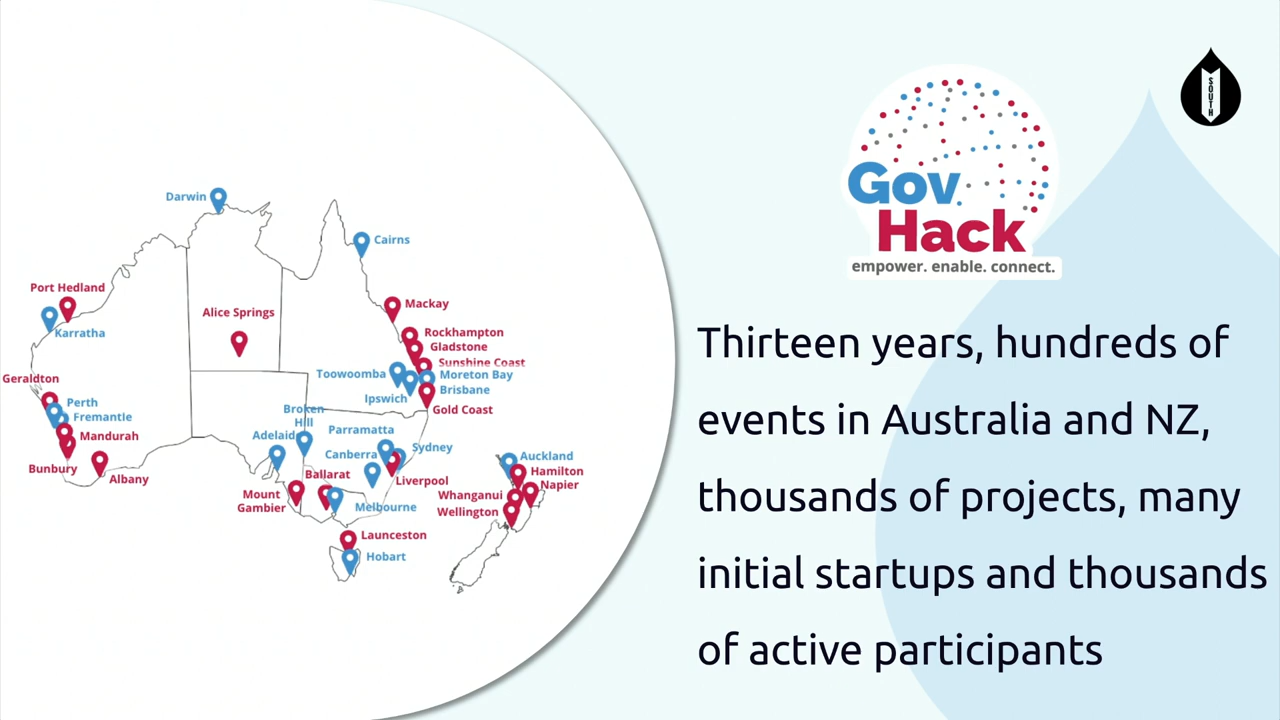 SOUTH
Gov
Hack
empower. enable. connect.
Thirteen years, hundreds of
events in Australia and NZ,
thousands of projects, many
initial startups and thousands
of active participants
Darwin
Cairns
Port Hedland
Karratha
Alice Springs
Mackay
Rockhampton
Gladstone
Sunshine Coast
Toowoomba
Moreton Bay
Ipswich
Brisbane
Gold Coast
Geraldton
Perth
Fremantle
Mandurah
Bunbury
Albany
Broken
Hill
Adelaid
Parramatta
Canberra
Sydney
Liverpool
Ballarat
Mount
Gambier
Melbourne
Launceston
Hobart
Auckland
Hamilton
Napier
Whanganui
Wellington